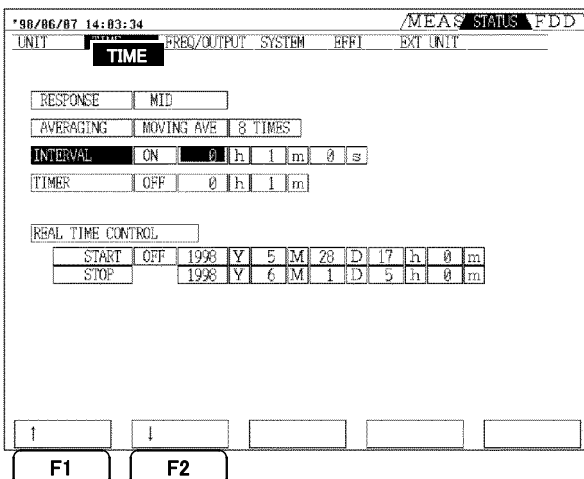 '98/06/07 14:03:34 MEAS STATUS FDD
UNIT TIME FREQ/OUTPUT SYSTEM EFFI EXT UNIT
TIME
RESPONSE MID
AVERAGING MOVING AVE 8 TIMES
INTERVAL ON 0 h 1 m 0 s
TIMER OFF 0 h 1 m
REAL TIME CONTROL
START OFF 1998 Y 5 M 28 D 17 h 0 m
STOP 1998 Y 6 M 1 D 5 h 0 m
↑ ↓
F1 F2